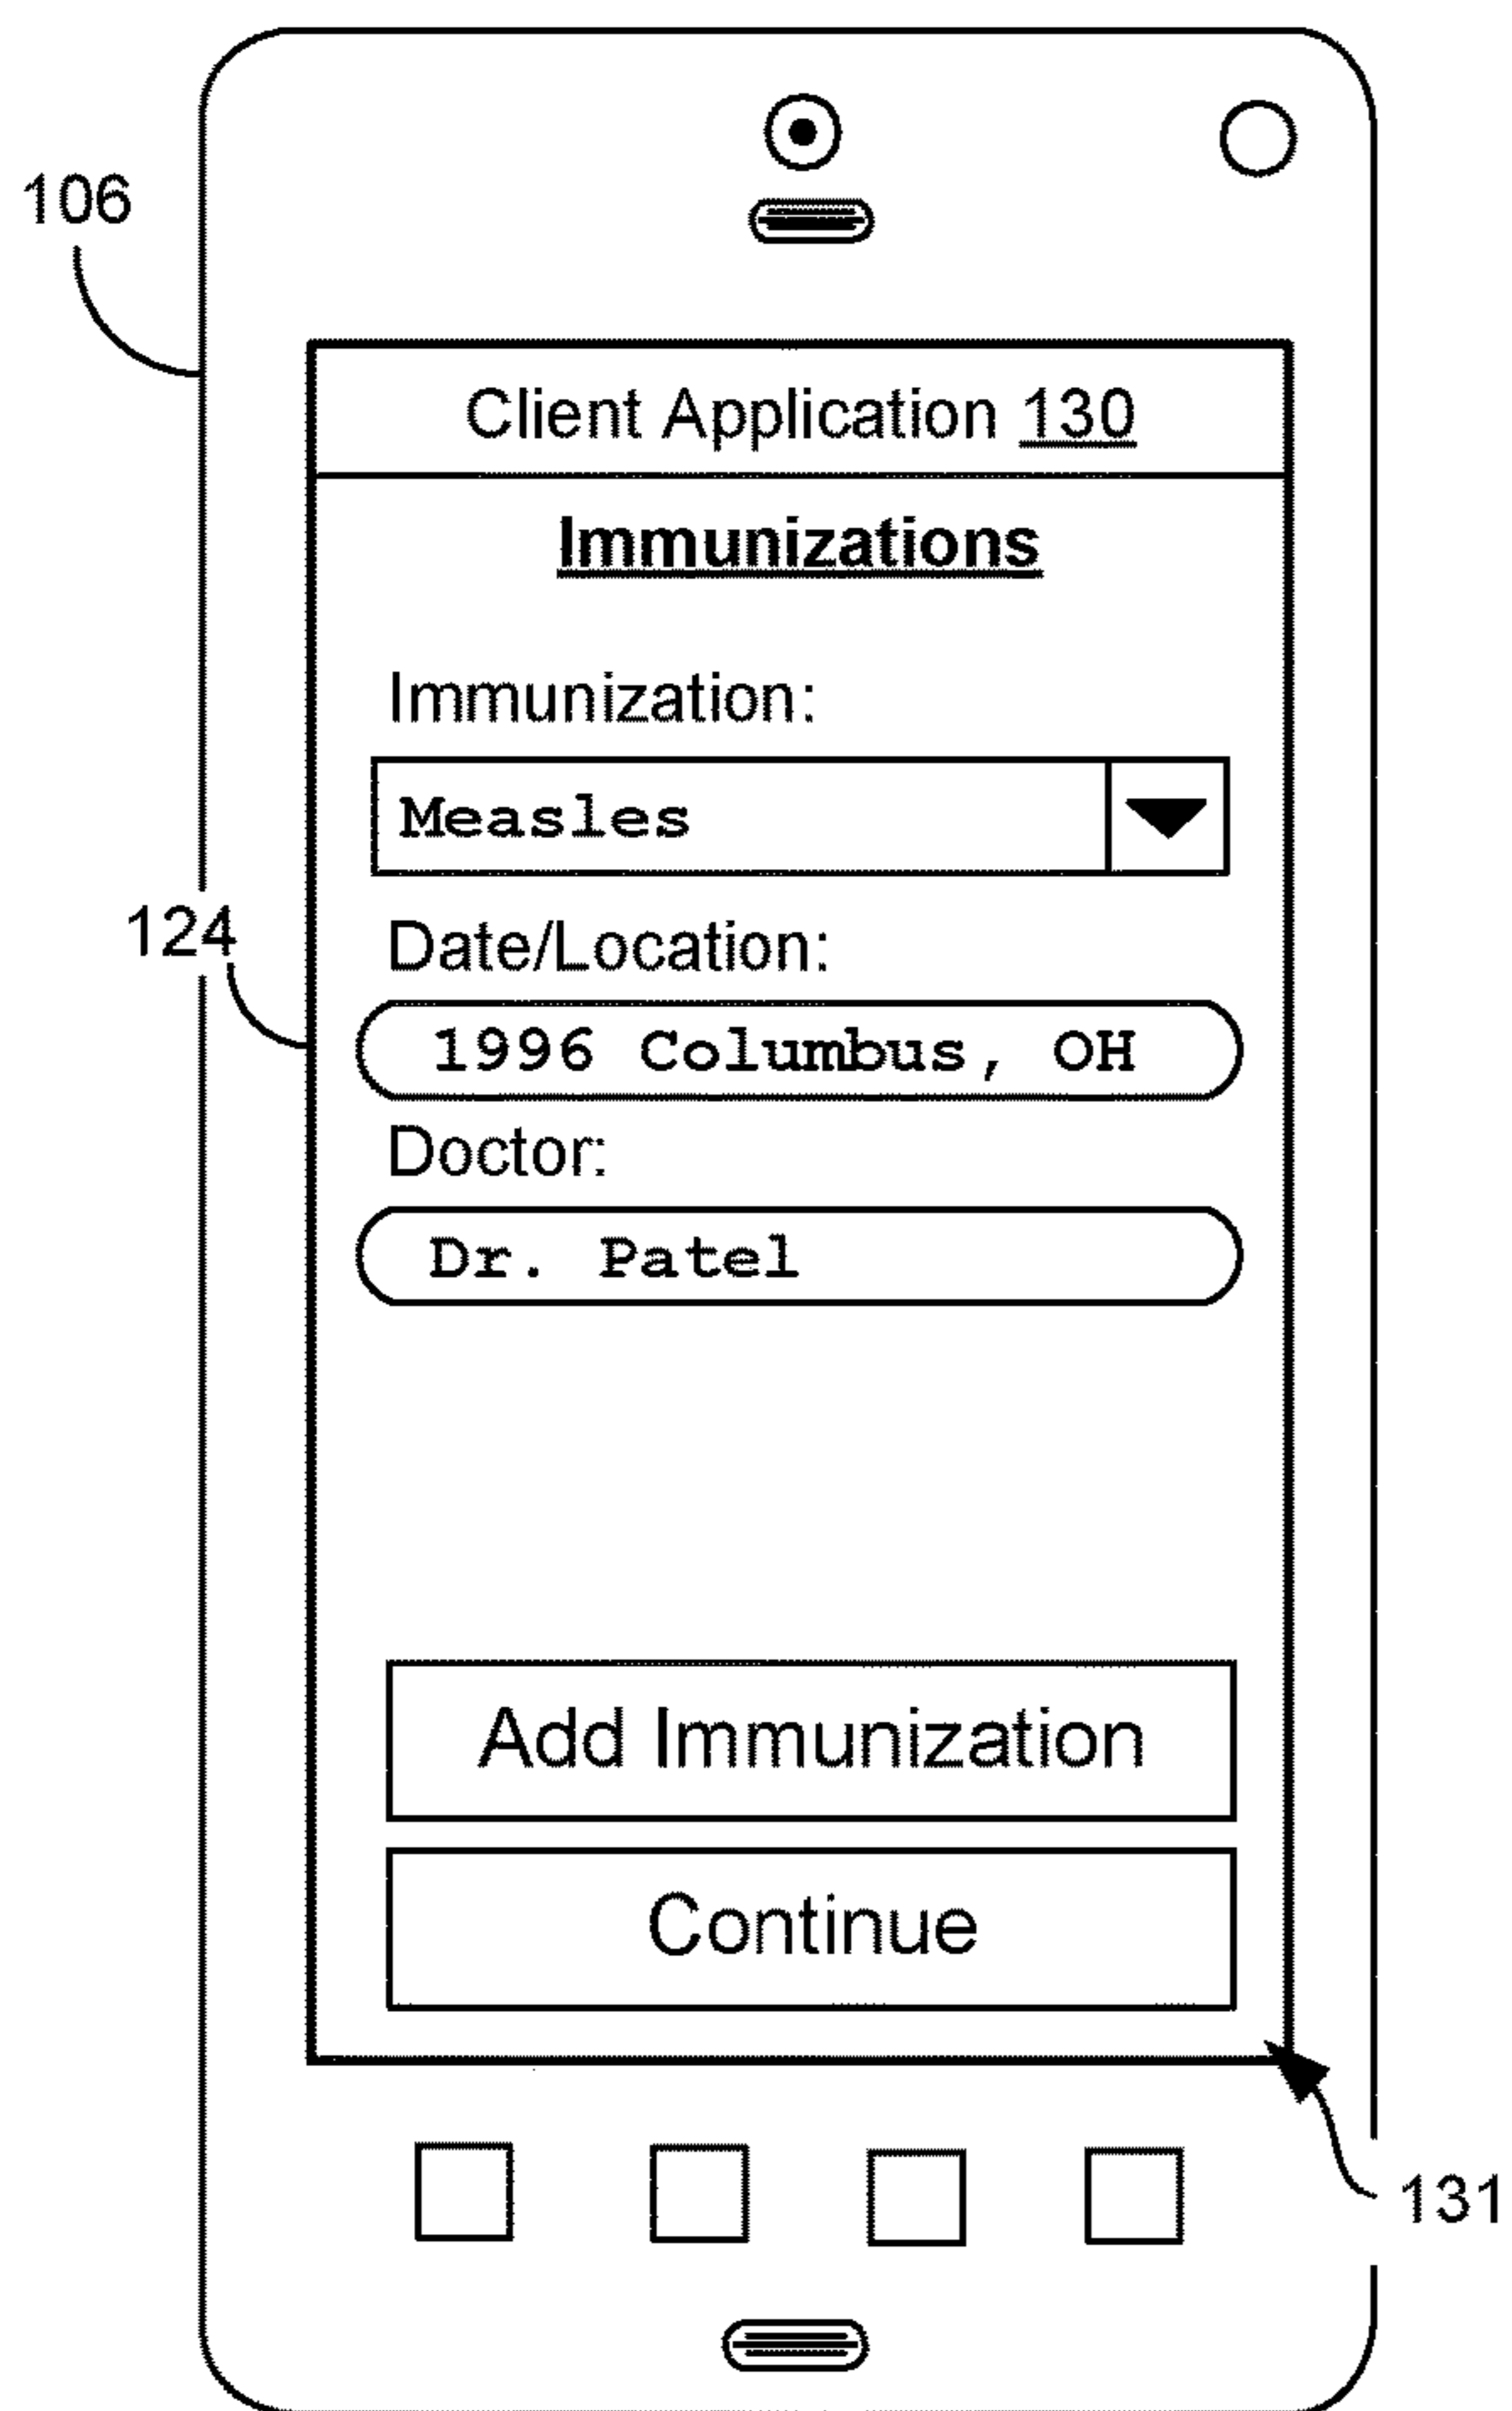 106
Client Application 130
Immunizations
Immunization:
Measles
124
Date/Location:
1996 Columbus, OH
Doctor:
Dr. Patel
Add Immunization
Continue
131